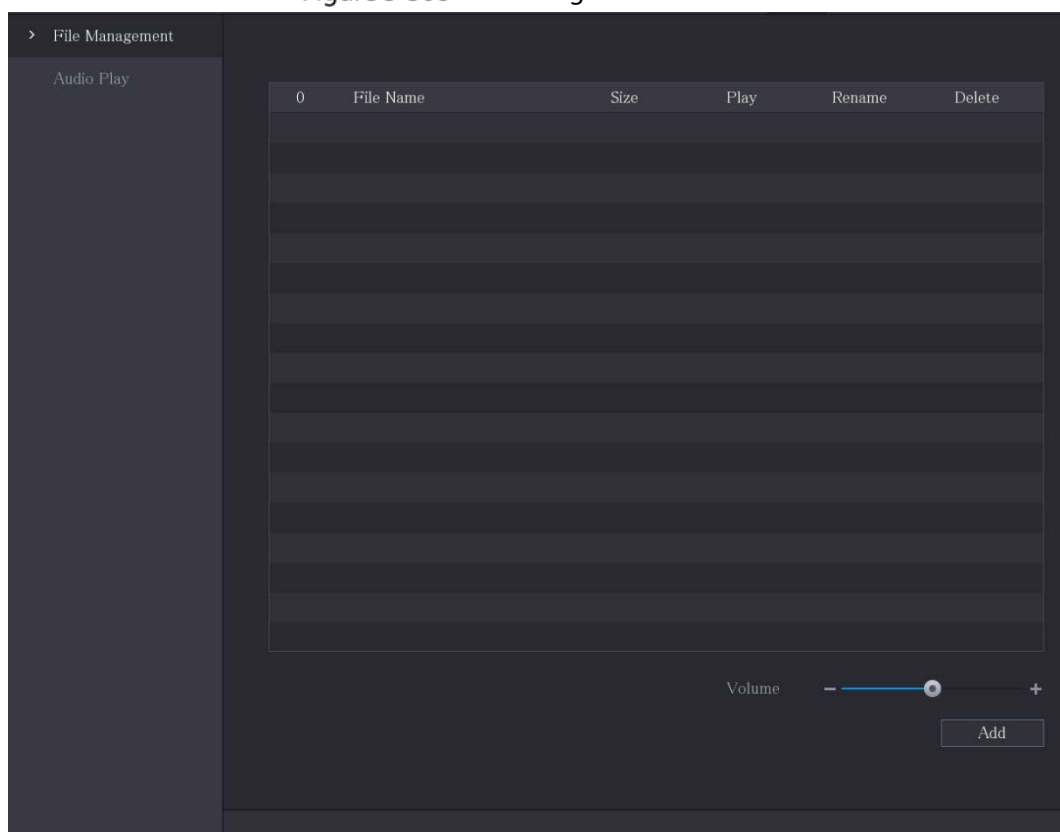 File Management
Audio Play
0 File Name Size Play Rename Delete
Volume - +
Add